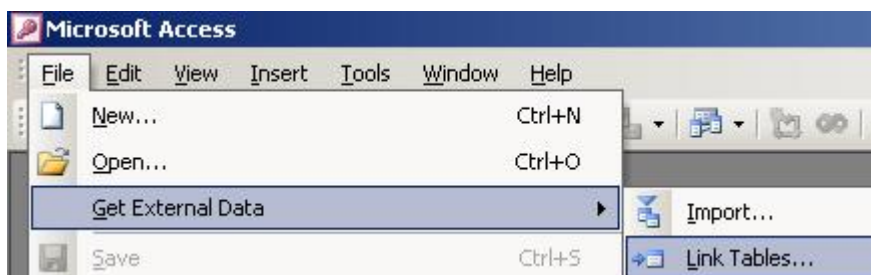 Microsoft Access
File Edit View Insert Tools Window Help
New... Ctrl+N
Open... Ctrl+O
Get External Data
Import...
Save Ctrl+S
Link Tables...